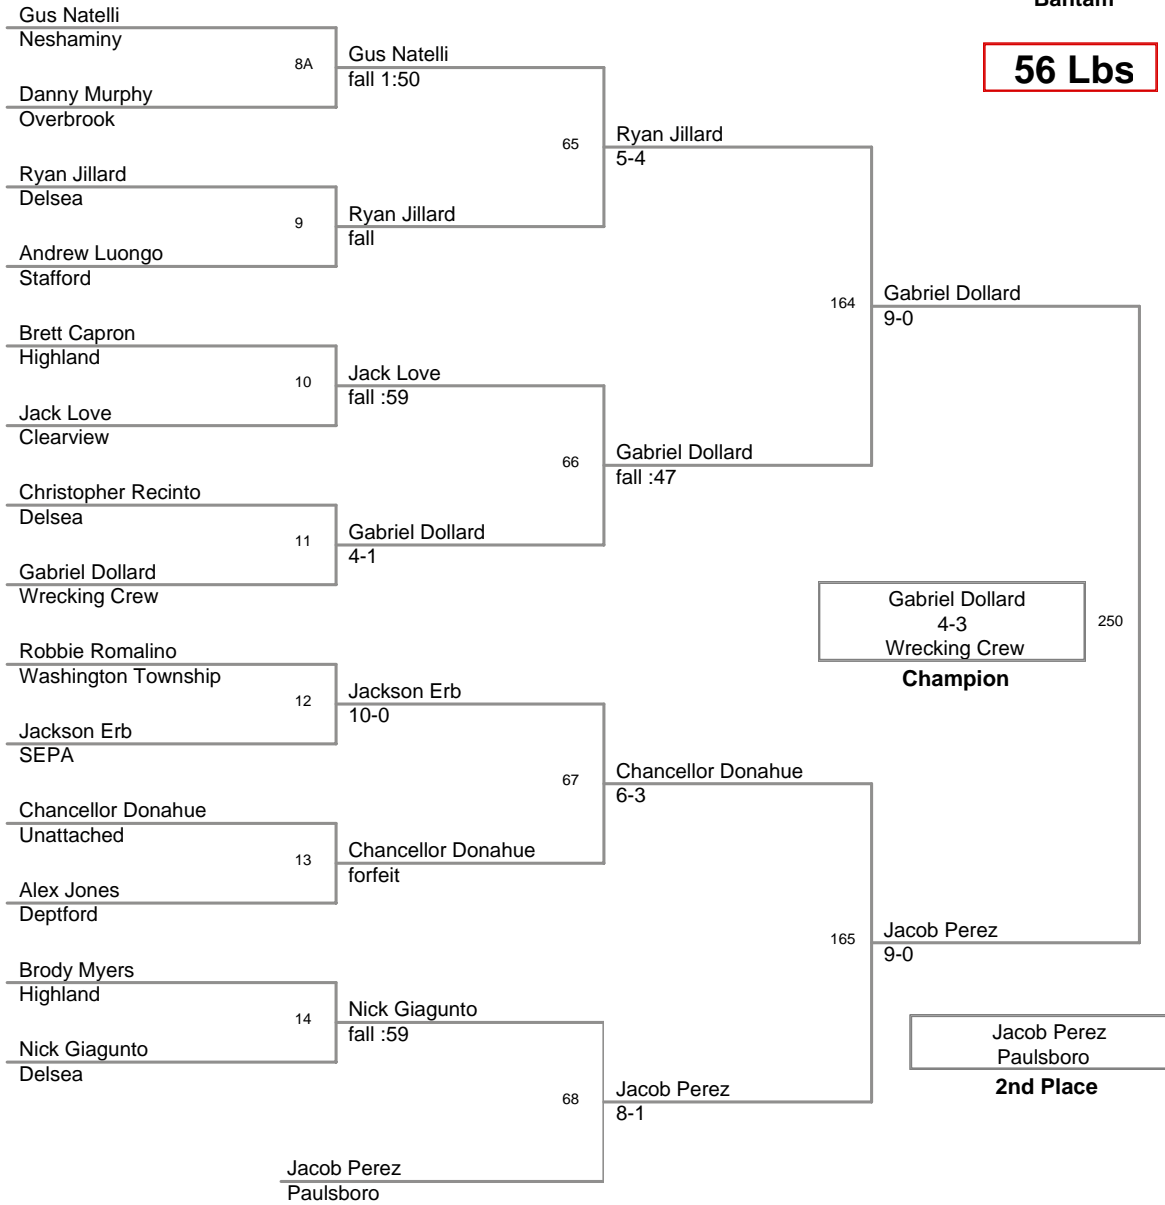 Bantam
56 Lbs
Gus Natelli
Neshaminy
8A
Danny Murphy
Overbrook
Gus Natelli
fall 1:50
Ryan Jillard
Delsea
9
Andrew Luongo
Stafford
Ryan Jillard
fall
65
Ryan Jillard
5-4
Brett Capron
Highland
10
Jack Love
Clearview
Jack Love
fall :59
Christopher Recinto
Delsea
11
Gabriel Dollard
Wrecking Crew
Gabriel Dollard
4-1
66
Gabriel Dollard
fall :47
164
Gabriel Dollard
9-0
Robbie Romalino
Washington Township
12
Jackson Erb
SEPA
Jackson Erb
10-0
Chancellor Donahue
Unattached
13
Alex Jones
Deptford
Chancellor Donahue
forfeit
67
Chancellor Donahue
6-3
Brody Myers
Highland
14
Nick Giagunto
Delsea
Nick Giagunto
fall :59
Jacob Perez
Paulsboro
68
Jacob Perez
8-1
165
Jacob Perez
9-0
250
Gabriel Dollard
4-3
Wrecking Crew
Champion
Jacob Perez
Paulsboro
2nd Place